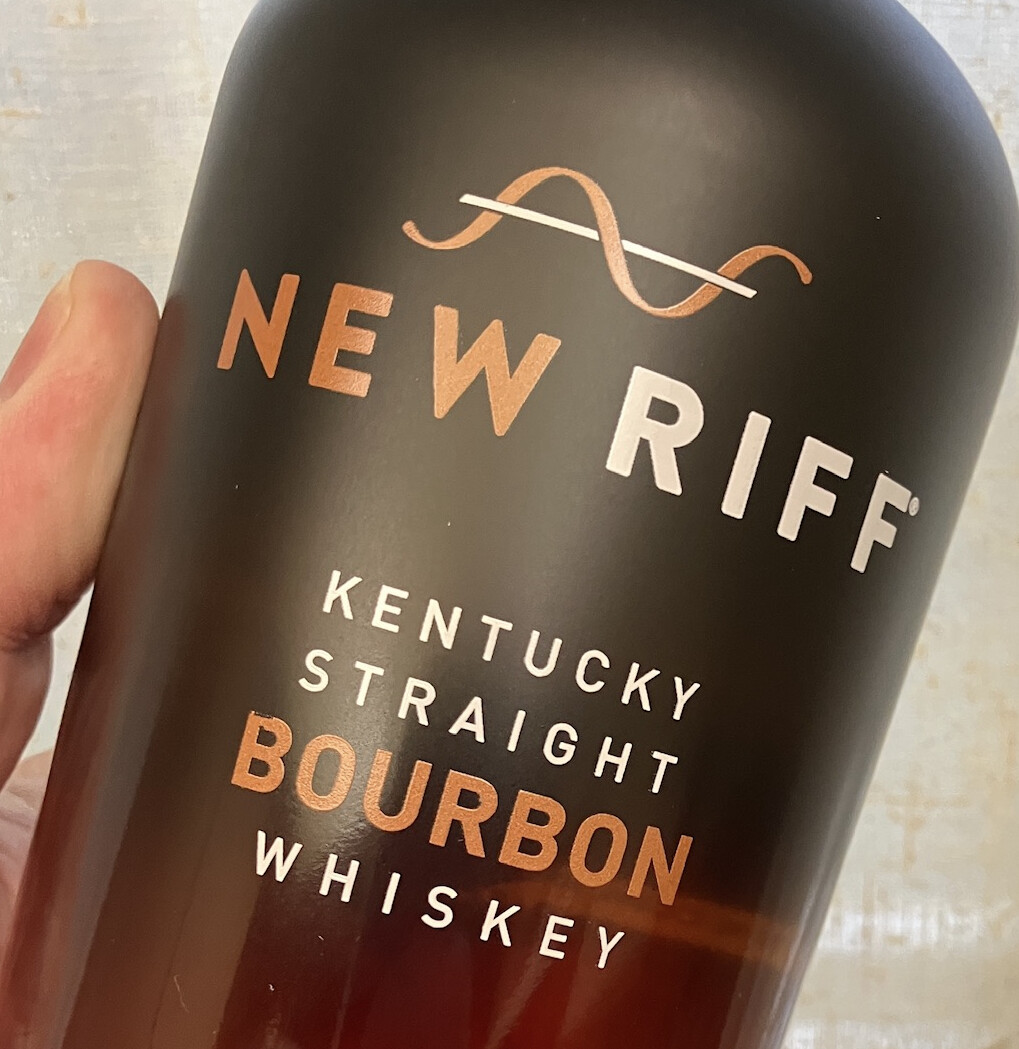 NEW RIFF®
KENTUCKY
STRAIGHT
BOURBON
WHISKEY